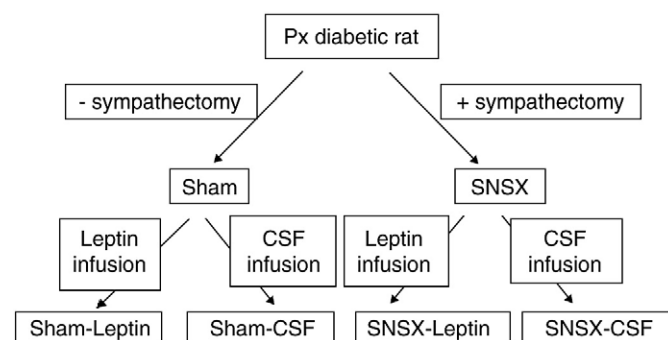 Px diabetic rat
- sympathectomy
+ sympathectomy
Sham
SNSX
Leptin
infusion
CSF
infusion
Leptin
infusion
CSF
infusion
Sham-Leptin
Sham-CSF
SNSX-Leptin
SNSX-CSF